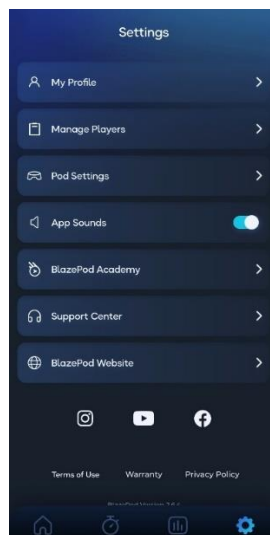 Settings
My Profile
Manage Players
Pod Settings
App Sounds
BlazePod Academy
Support Center
BlazePod Website
Terms of Use Warranty Privacy Policy